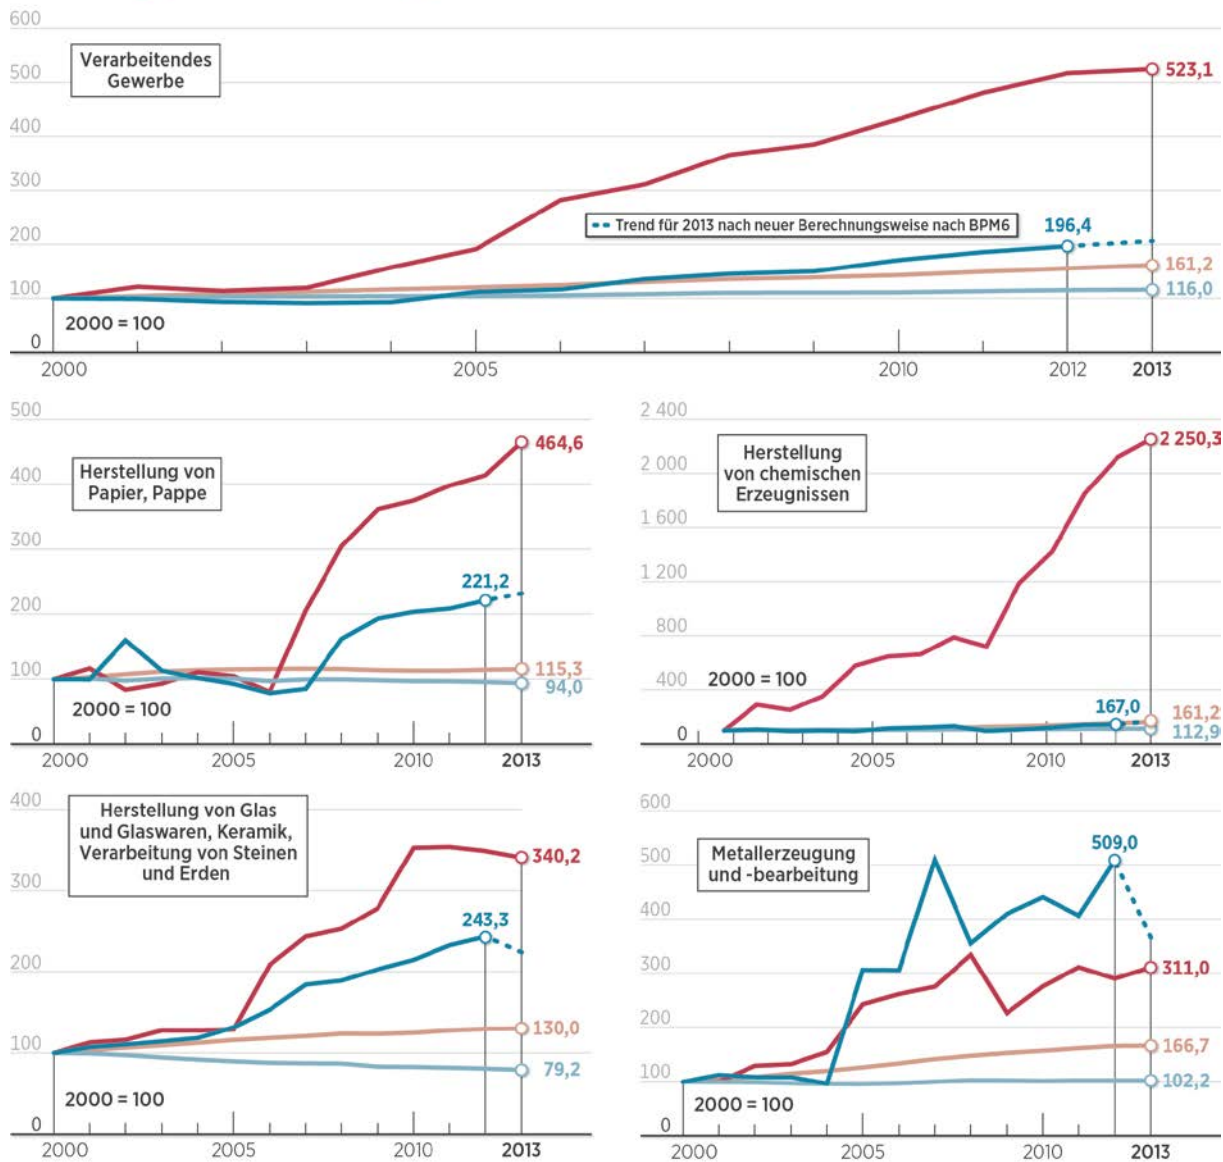 600
Verarbeitendes
Gewerbe
500
523,1
400
300
Trend für 2013 nach neuer Berechnungsweise nach BPM6
196,4
200
161,2
116,0
100
2000 = 100
0
2000 2005 2010 2012 2013
500
Herstellung von
Papier, Pappe
464,6
400
300
221,2
200
115,3
100
94,0
2000 = 100
0
2000 2005 2010 2013
2 400
Herstellung
von chemischen
Erzeugnissen
2 250,3
2 000
1 600
1 200
800
2000 = 100
400
167,0
161,2
112,9
0
2000 2005 2010 2013
400
Herstellung von Glas
und Glaswaren, Keramik,
Verarbeitung von Steinen
und Erden
340,2
300
243,3
200
130,0
100
79,2
2000 = 100
0
2000 2005 2010 2013
600
Metallerzeugung
und -bearbeitung
509,0
500
400
311,0
300
200
166,7
102,2
100
2000 = 100
0
2000 2005 2010 2013